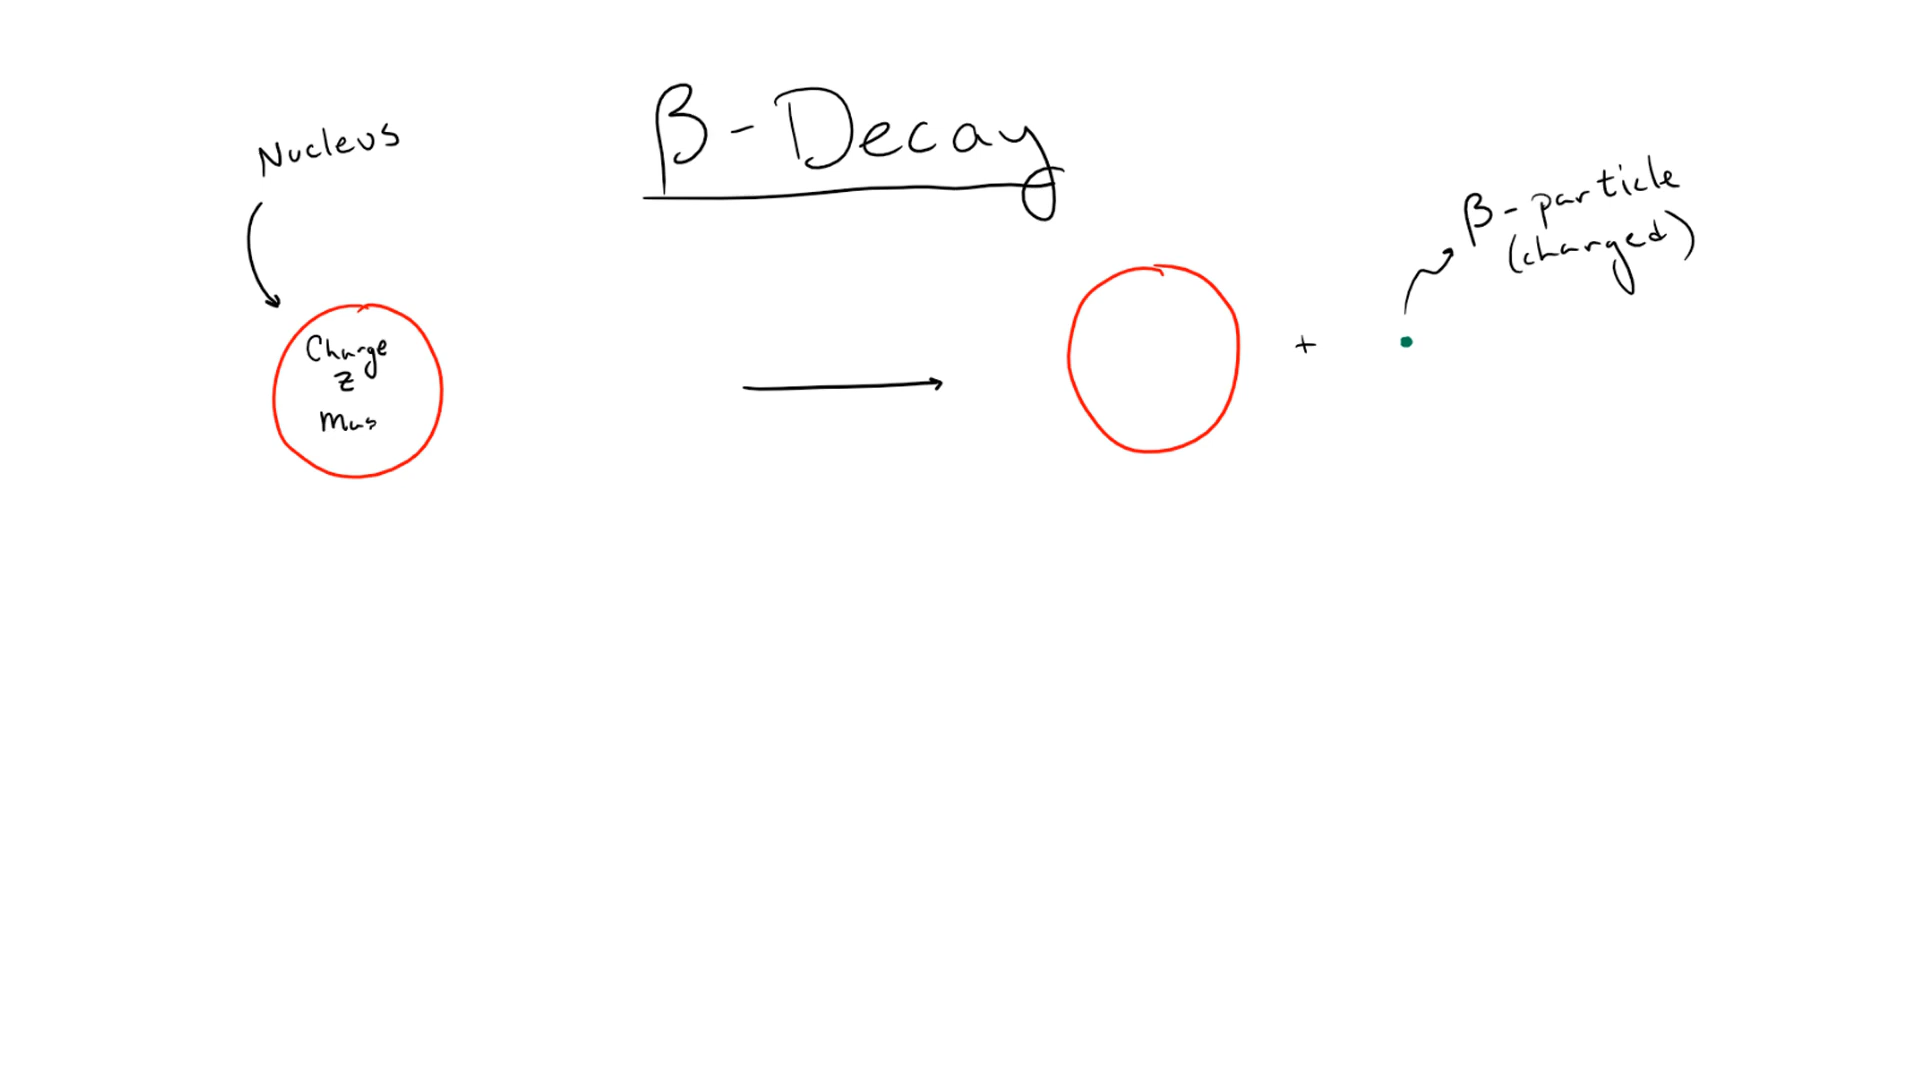 β-Decay
Nucleus
Charge
Z
Mass
+
β-particle
(charged)